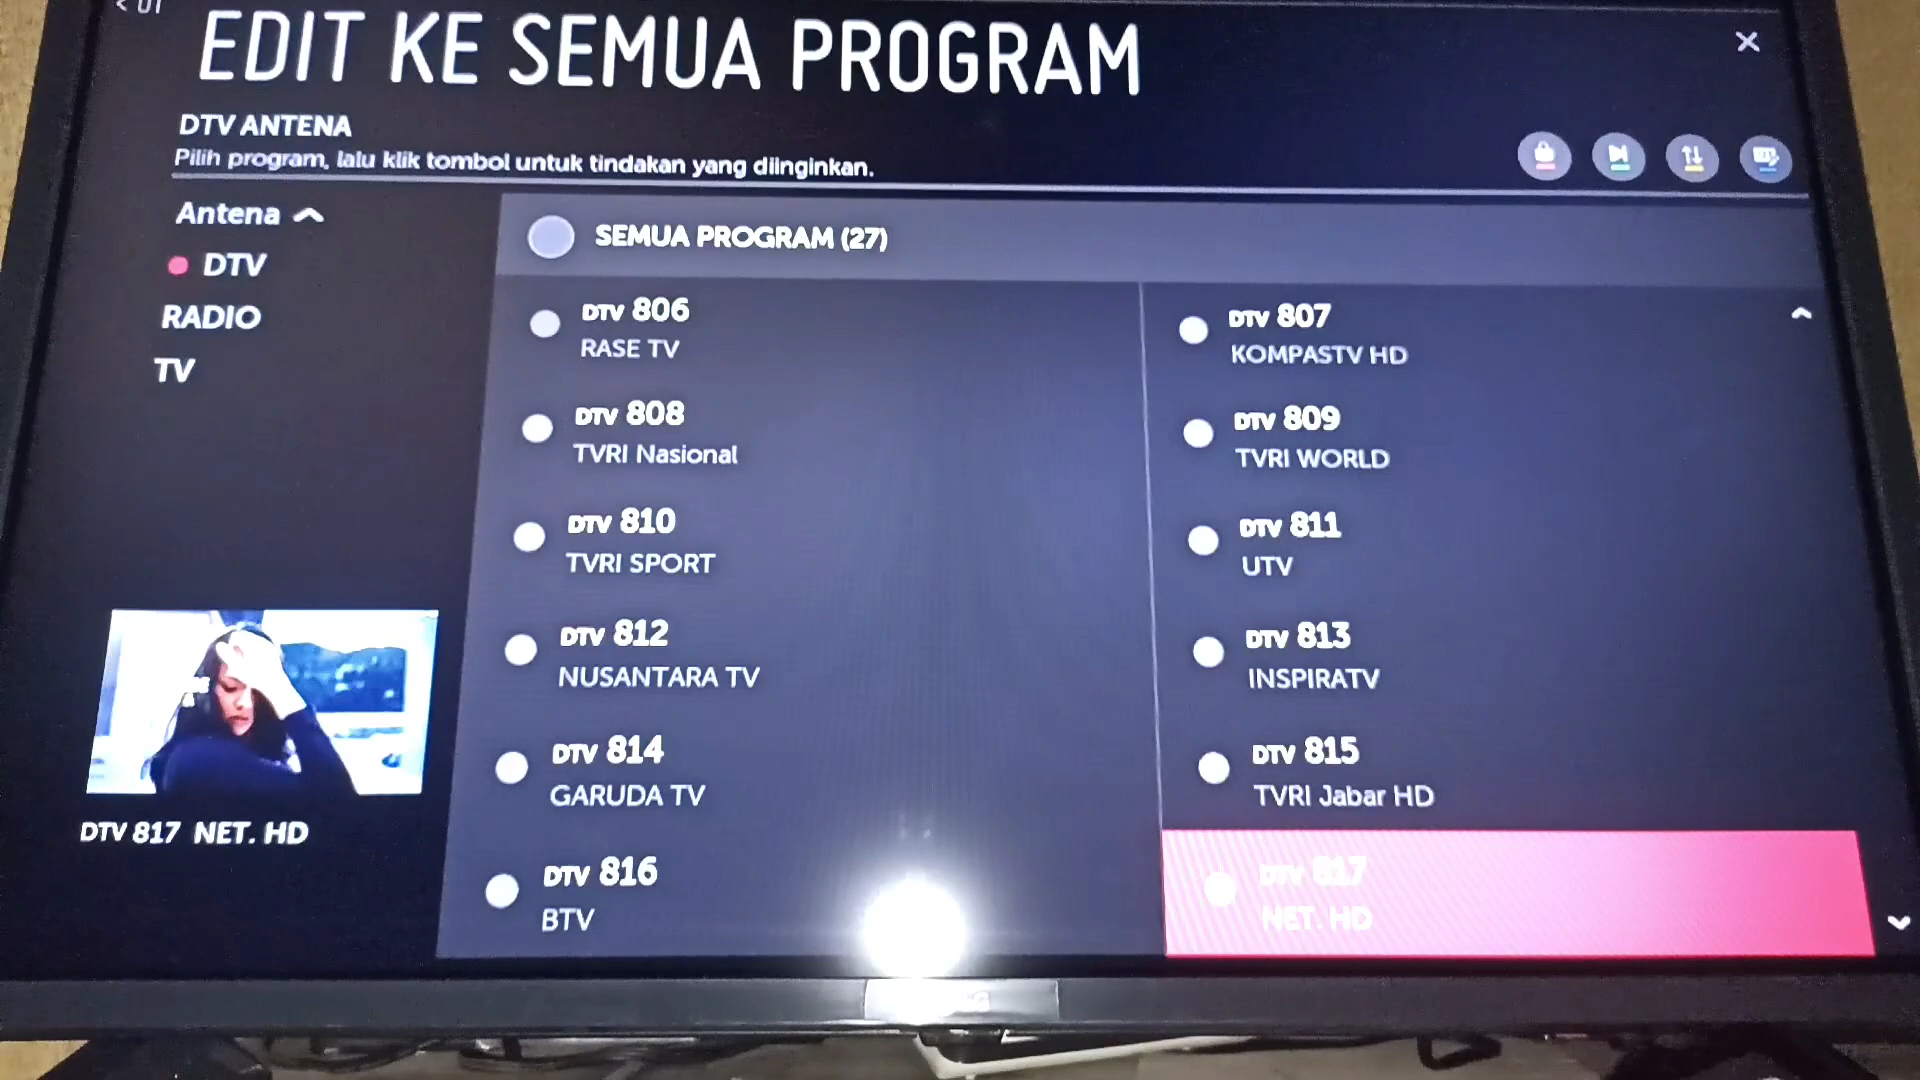 EDIT KE SEMUA PROGRAM
DTV ANTENA
Pilih program, lalu klik tombol untuk tindakan yang diinginkan.
Antena
DTV
RADIO
TV
SEMUA PROGRAM (27)
DTV 806
RASE TV
DTV 807
KOMPASTV HD
DTV 808
TVRI Nasional
DTV 809
TVRI WORLD
DTV 810
TVRI SPORT
DTV 811
UTV
DTV 812
NUSANTARA TV
DTV 813
INSPIRATV
DTV 814
GARUDA TV
DTV 815
TVRI Jabar HD
DTV 816
BTV
DTV 817
NET. HD
DTV 817 NET. HD